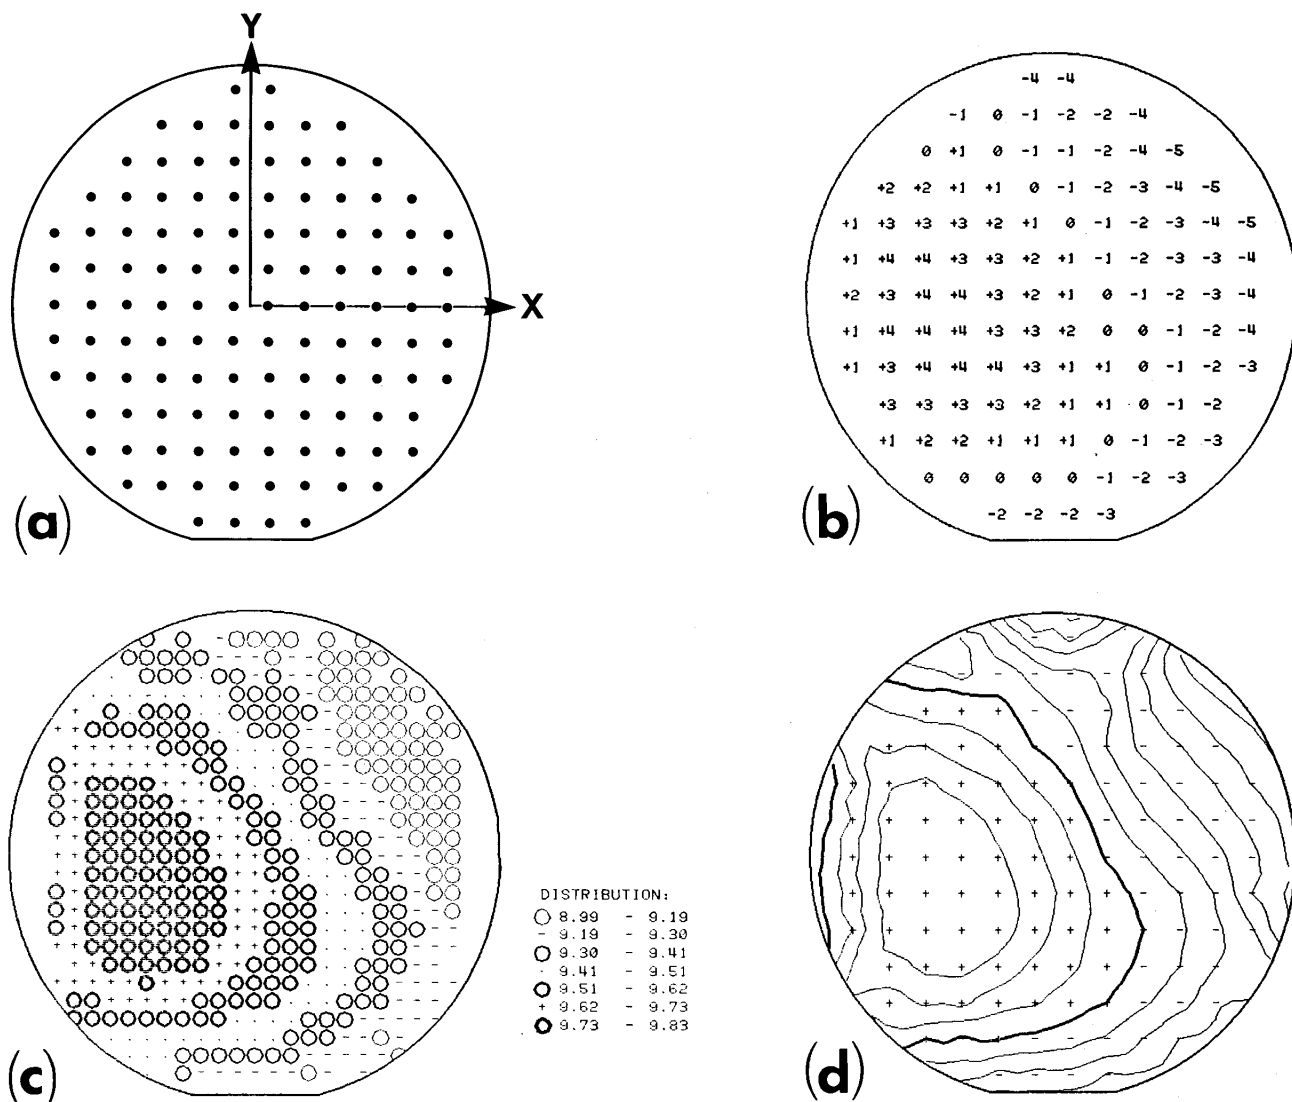 Y
X
(a)
-4 -4
-1 0 -1 -2 -2 -4
0 +1 0 -1 -1 -2 -4 -5
+2 +2 +1 +1 0 -1 -2 -3 -4 -5
+1 +3 +3 +3 +2 +1 0 -1 -2 -3 -4 -5
+1 +4 +4 +3 +3 +2 +1 -1 -2 -3 -3 -4
+2 +3 +4 +4 +3 +2 +1 0 -1 -2 -3 -4
+1 +4 +4 +4 +3 +3 +2 0 0 -1 -2 -4
+1 +3 +4 +4 +4 +3 +1 +1 0 -1 -2 -3
+3 +3 +3 +3 +2 +1 +1 0 -1 -2
+1 +2 +2 +1 +1 +1 0 -1 -2 -3
0 0 0 0 0 -1 -2 -3
-2 -2 -2 -3
(b)
(c)
DISTRIBUTION:
8.99 - 9.19
- 9.19 - 9.30
9.30 - 9.41
. 9.41 - 9.51
9.51 - 9.62
+ 9.62 - 9.73
9.73 - 9.83
(d)